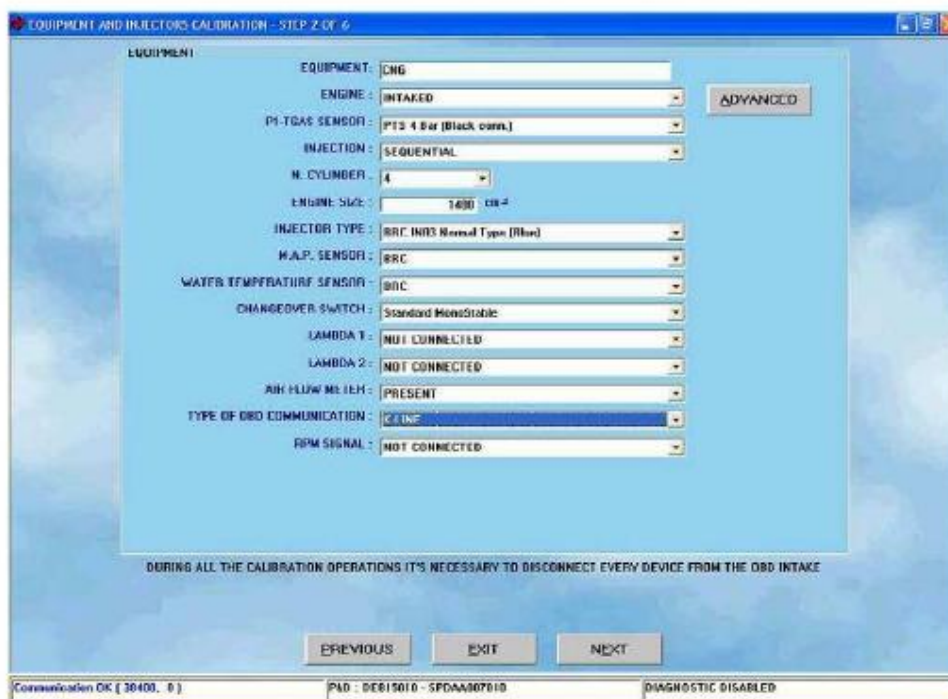 EQUIPMENT AND INJECTORS CALIBRATION - STEP 2 OF 6
EQUIPMENT
EQUIPMENT: CNG
ENGINE : INTAKED
ADVANCED
P1-TGAS SENSOR : PTS 4 Bar (Black conn.)
INJECTION : SEQUENTIAL
N. CYLINDER : 4
ENGINE SIZE : 1400
INJECTOR TYPE : BRC IN03 Normal Type (Blue)
M.A.P. SENSOR : BRC
WATER TEMPERATURE SENSOR : BRC
CHANGEOVER SWITCH : Standard MonoStable
LAMBDA 1 : NOT CONNECTED
LAMBDA 2 : NOT CONNECTED
AIR FLOW METER : PRESENT
TYPE OF OBD COMMUNICATION : K-LINE
RPM SIGNAL : NOT CONNECTED
DURING ALL THE CALIBRATION OPERATIONS IT'S NECESSARY TO DISCONNECT EVERY DEVICE FROM THE OBD INTAKE
PREVIOUS EXIT NEXT
Communication OK ( 38400, 0 ) DIAGNOSTIC DISABLED